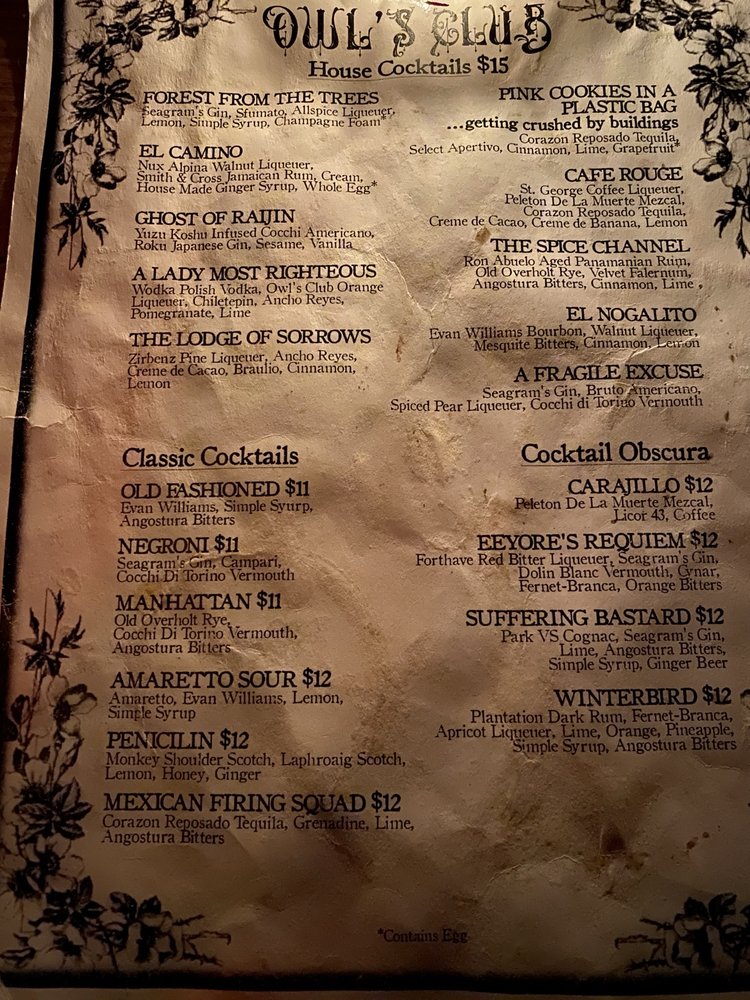 OWL'S CLUB
House Cocktails $15
FOREST FROM THE TREES
Seagram's Gin, Sfumato, Allspice Liqueuer,
Lemon, Simple Syrup, Champagne Foam*
EL CAMINO
Nux Alpina Walnut Liqueuer,
Smith & Cross Jamaican Rum, Cream,
House Made Ginger Syrup, Whole Egg*
GHOST OF RAIJIN
Yuzu Koshu Infused Cocchi Americano,
Roku Japanese Gin, Sesame, Vanilla
A LADY MOST RIGHTEOUS
Wodka Polish Vodka, Owl's Club Orange
Liqueuer, Chiletepin, Ancho Reyes,
Pomegranate, Lime
THE LODGE OF SORROWS
Zirbenz Pine Liqueuer, Ancho Reyes,
Creme de Cacao, Braulio, Cinnamon,
Lemon
PINK COOKIES IN A
PLASTIC BAG
...getting crushed by buildings
Corazon Reposado Tequila,
Select Apertivo, Cinnamon, Lime, Grapefruit*
CAFE ROUGE
St. George Coffee Liqueuer,
Peleton De La Muerte Mezcal,
Corazon Reposado Tequila,
Creme de Cacao, Creme de Banana, Lemon
THE SPICE CHANNEL
Ron Abuelo Aged Panamanian Rum,
Old Overholt Rye, Velvet Falernum,
Angostura Bitters, Cinnamon, Lime ,
EL NOGALITO
Evan Williams Bourbon, Walnut Liqueuer,
Mesquite Bitters, Cinnamon, Lemon
A FRAGILE EXCUSE
Seagram's Gin, Bruto Americano,
Spiced Pear Liqueuer, Cocchi di Torino Vermouth
Classic Cocktails
OLD FASHIONED $11
Evan Williams, Simple Syurp,
Angostura Bitters
NEGRONI $11
Seagram's Gin, Campari,
Cocchi Di Torino Vermouth
MANHATTAN $11
Old Overholt Rye,
Cocchi Di Torino Vermouth,
Angostura Bitters
AMARETTO SOUR $12
Amaretto, Evan Williams, Lemon,
Simple Syrup
PENICILIN $12
Monkey Shoulder Scotch, Laphroaig Scotch,
Lemon, Honey, Ginger
MEXICAN FIRING SQUAD $12
Corazon Reposado Tequila, Grenadine, Lime,
Angostura Bitters
Cocktail Obscura
CARAJILLO $12
Peleton De La Muerte Mezcal,
Licor 43, Coffee
EEYORE'S REQUIEM $12
Forthave Red Bitter Liqueuer, Seagram's Gin,
Dolin Blanc Vermouth, Cynar,
Fernet-Branca, Orange Bitters
SUFFERING BASTARD $12
Park VS Cognac, Seagram's Gin,
Lime, Angostura Bitters,
Simple Syrup, Ginger Beer
WINTERBIRD $12
Plantation Dark Rum, Fernet-Branca,
Apricot Liqueuer, Lime, Orange, Pineapple,
Simple Syrup, Angostura Bitters
*Contains Egg